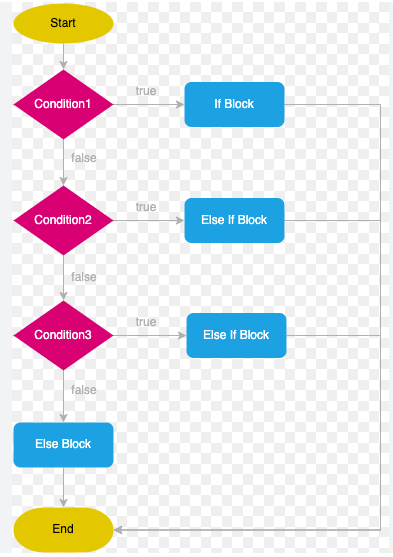 Start
Condition1
true
If Block
false
Condition2
true
Else If Block
false
Condition3
true
Else If Block
false
Else Block
End